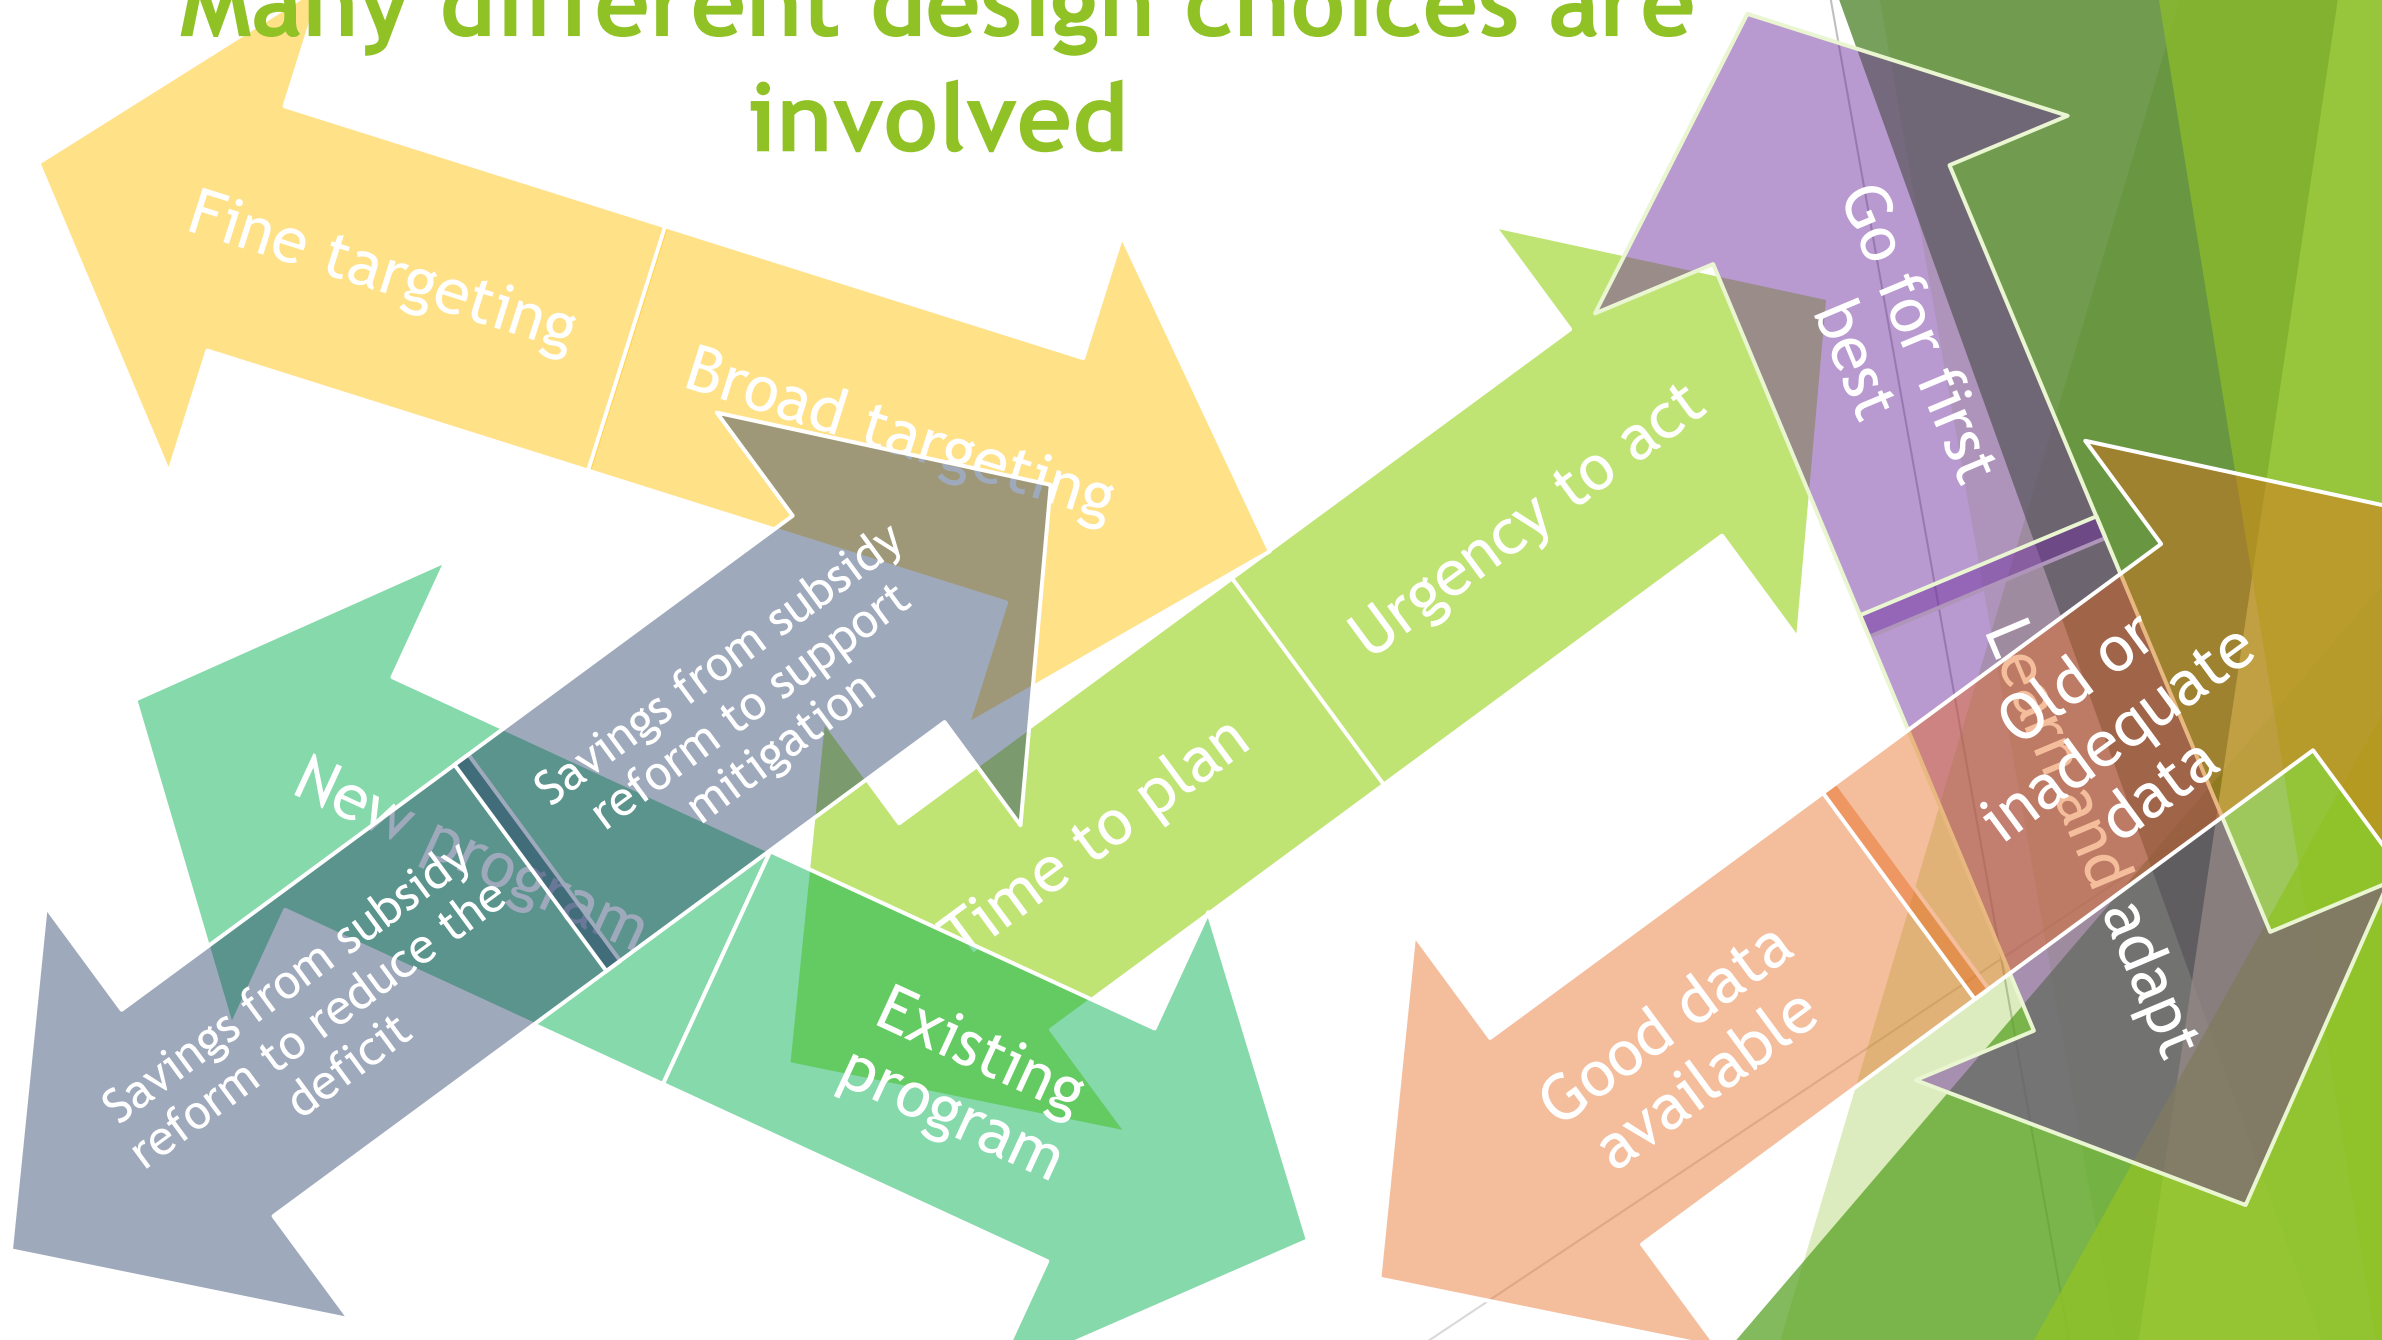 Many different design choices are
involved
Fine targeting
Broad targeting
Go for first
best
Urgency to act
Time to plan
Savings from subsidy
reform to support
mitigation
New program
Savings from subsidy
reform to reduce the
deficit
Existing
program
Old or
inadequate
data
Learn and
adapt
Good data
available